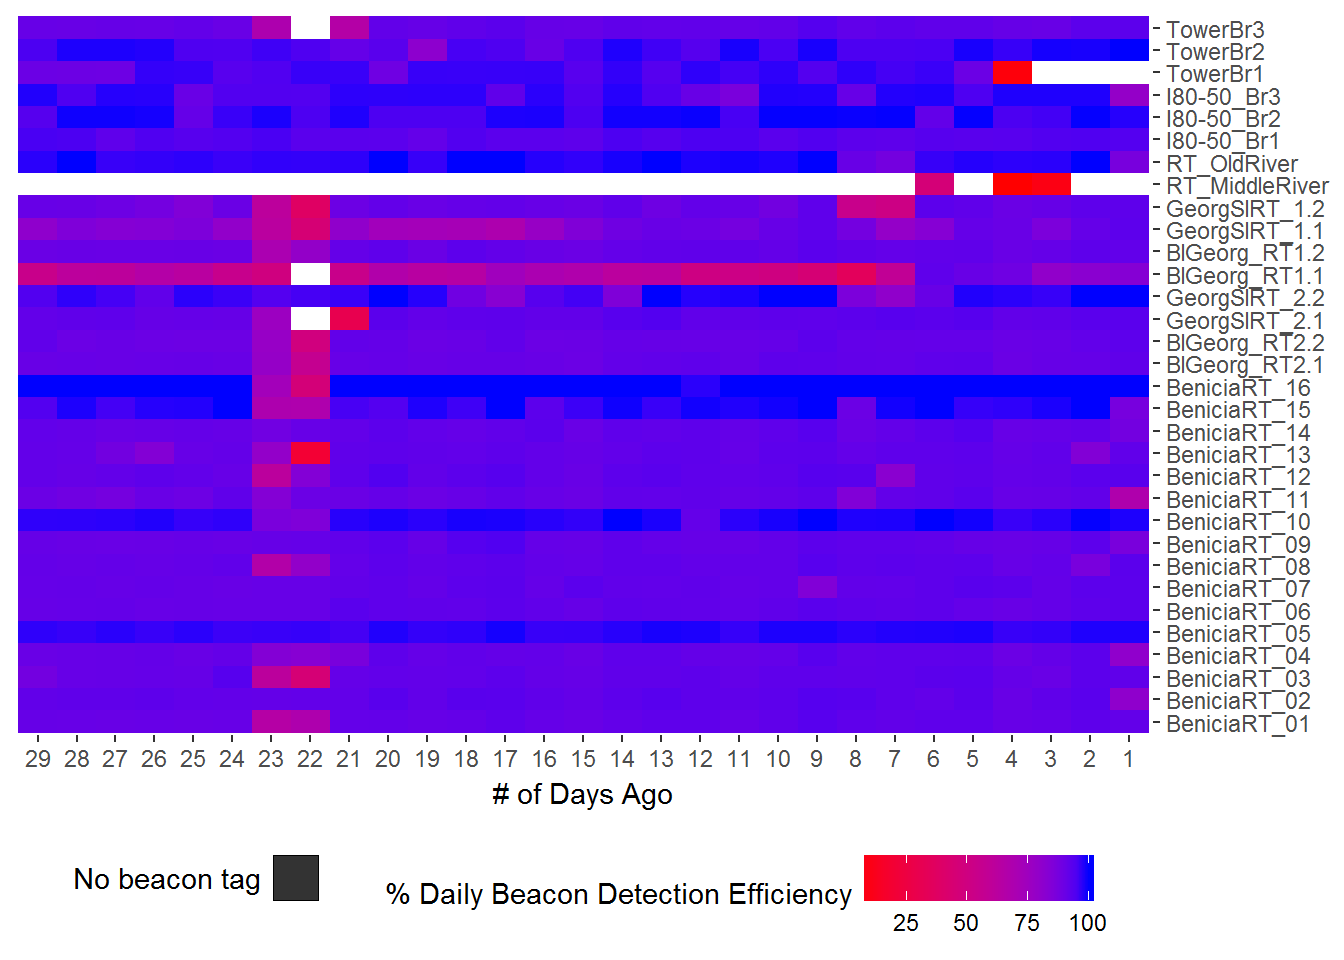 TowerBr3
TowerBr2
TowerBr1
I80-50_Br3
I80-50_Br2
I80-50_Br1
RT_OldRiver
RT_MiddleRiver
GeorgSlRT_1.2
GeorgSlRT_1.1
BlGeorg_RT1.2
BlGeorg_RT1.1
GeorgSlRT_2.2
GeorgSlRT_2.1
BlGeorg_RT2.2
BlGeorg_RT2.1
BeniciaRT_16
BeniciaRT_15
BeniciaRT_14
BeniciaRT_13
BeniciaRT_12
BeniciaRT_11
BeniciaRT_10
BeniciaRT_09
BeniciaRT_08
BeniciaRT_07
BeniciaRT_06
BeniciaRT_05
BeniciaRT_04
BeniciaRT_03
BeniciaRT_02
BeniciaRT_01
29 28 27 26 25 24 23 22 21 20 19 18 17 16 15 14 13 12 11 10 9 8 7 6 5 4 3 2 1
# of Days Ago
No beacon tag
% Daily Beacon Detection Efficiency
25 50 75 100